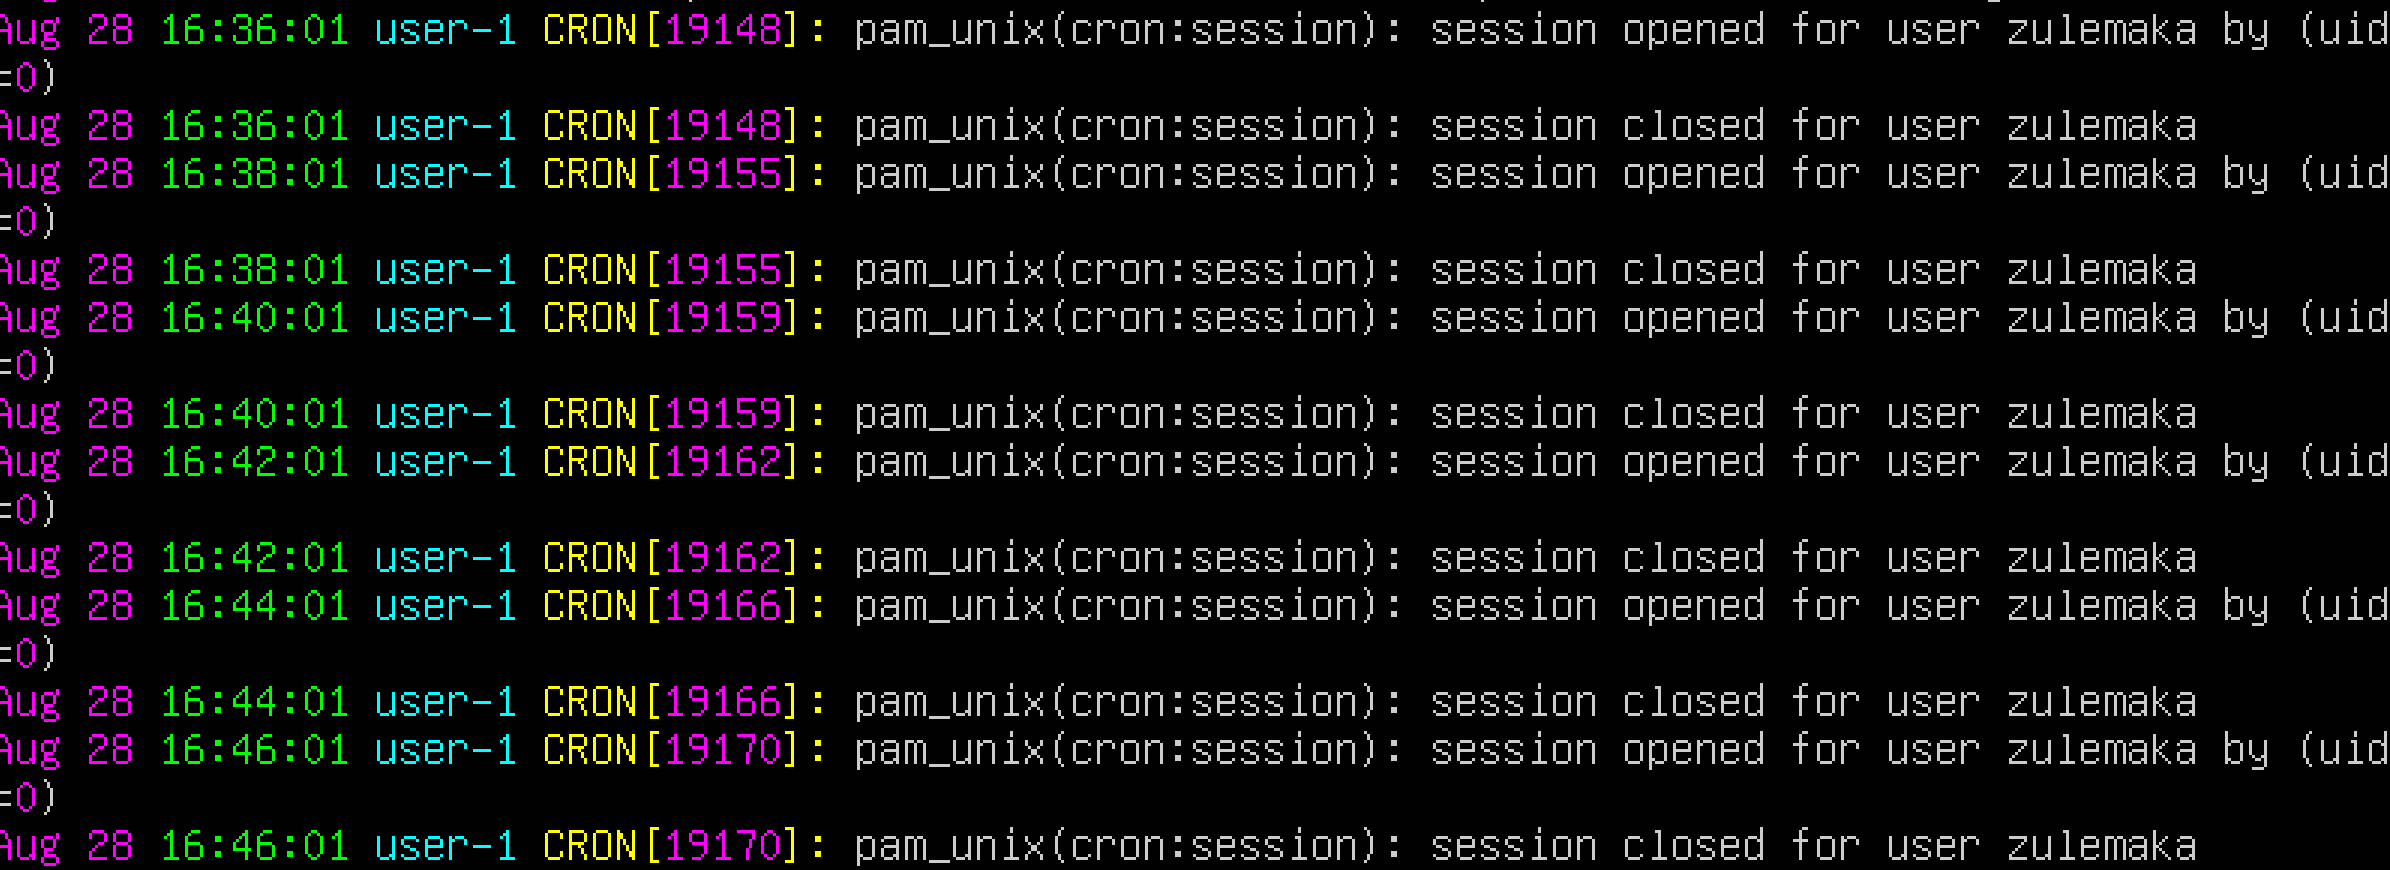 Aug 28 16:36:01 user-1 CRON[19148]: pam_unix(cron:session): session opened for user zulemaka by (uid
=0)
Aug 28 16:36:01 user-1 CRON[19148]: pam_unix(cron:session): session closed for user zulemaka
Aug 28 16:38:01 user-1 CRON[19155]: pam_unix(cron:session): session opened for user zulemaka by (uid
=0)
Aug 28 16:38:01 user-1 CRON[19155]: pam_unix(cron:session): session closed for user zulemaka
Aug 28 16:40:01 user-1 CRON[19159]: pam_unix(cron:session): session opened for user zulemaka by (uid
=0)
Aug 28 16:40:01 user-1 CRON[19159]: pam_unix(cron:session): session closed for user zulemaka
Aug 28 16:42:01 user-1 CRON[19162]: pam_unix(cron:session): session opened for user zulemaka by (uid
=0)
Aug 28 16:42:01 user-1 CRON[19162]: pam_unix(cron:session): session closed for user zulemaka
Aug 28 16:44:01 user-1 CRON[19166]: pam_unix(cron:session): session opened for user zulemaka by (uid
=0)
Aug 28 16:44:01 user-1 CRON[19166]: pam_unix(cron:session): session closed for user zulemaka
Aug 28 16:46:01 user-1 CRON[19170]: pam_unix(cron:session): session opened for user zulemaka by (uid
=0)
Aug 28 16:46:01 user-1 CRON[19170]: pam_unix(cron:session): session closed for user zulemaka